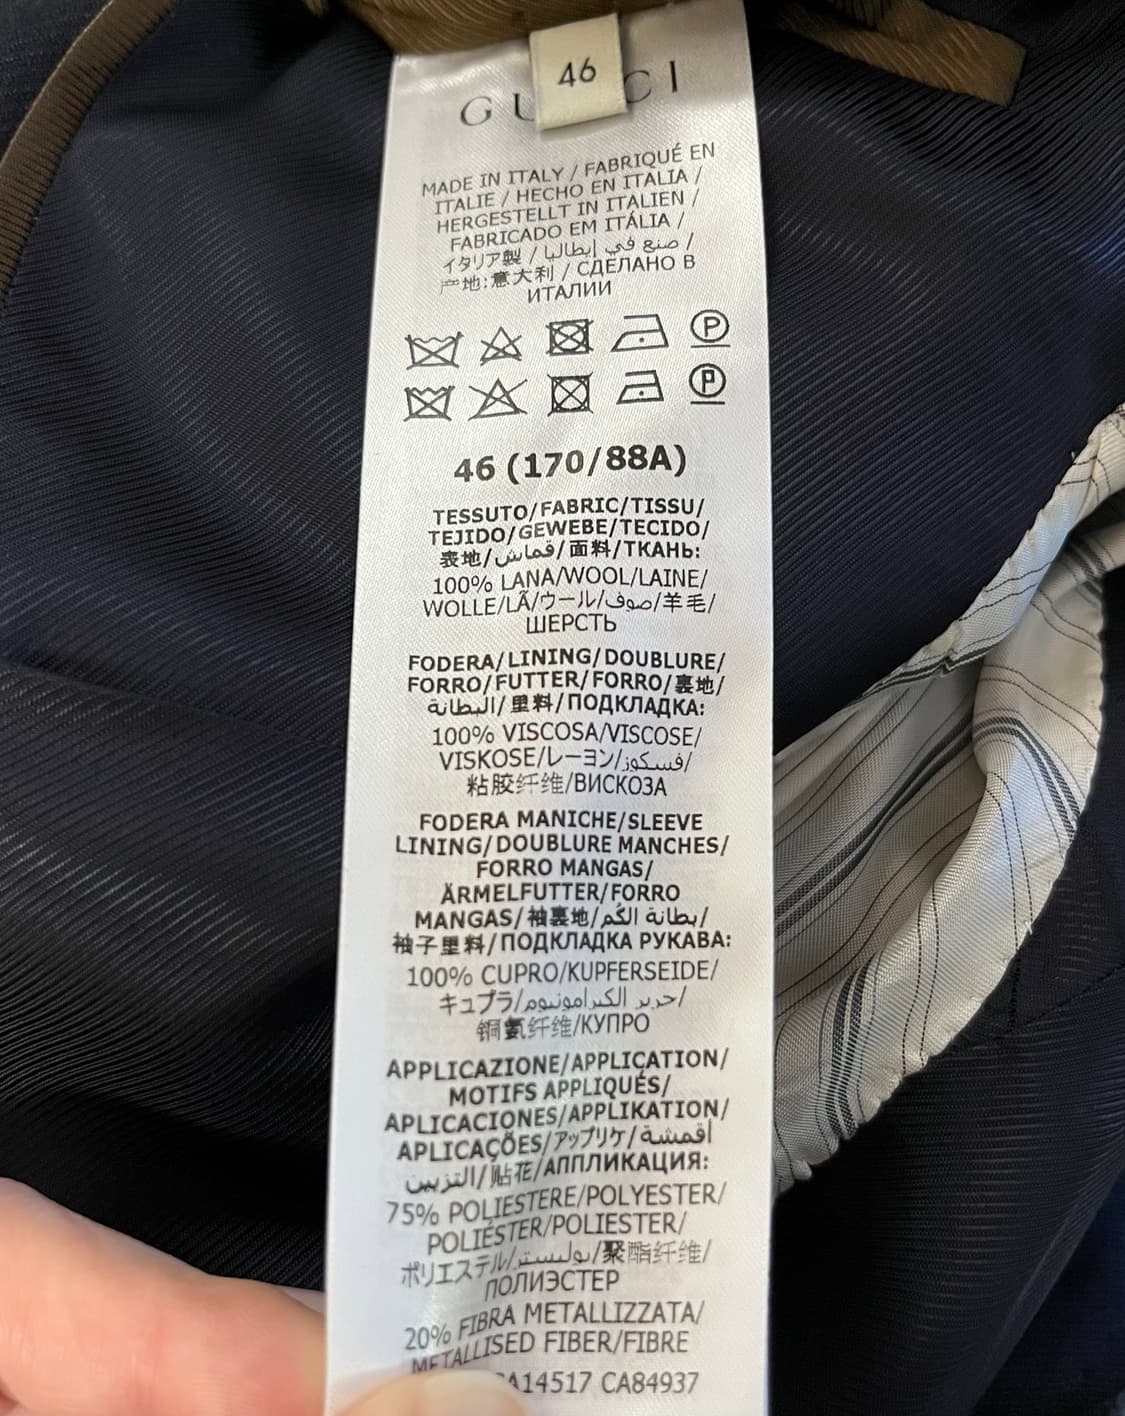 46
GU CI
MADE IN ITALY / FABRIQUÉ EN
ITALIE / HECHO EN ITALIA /
HERGESTELLT IN ITALIEN /
FABRICADO EM ITÁLIA /
イタリア製 / صنع في إيطاليا /
产地:意大利 / СДЕЛАНО В
ИТАЛИИ
P
P
46 (170/88A)
TESSUTO/FABRIC/TISSU/
TEJIDO/GEWEBE/TECIDO/
表地/قماش/面料/ТКАНЬ:
100% LANA/WOOL/LAINE/
WOLLE/LÃ/ウール/صوف/羊毛/
ШЕРСТЬ
FODERA/LINING/DOUBLURE/
FORRO/FUTTER/FORRO/裏地/
البطانة/里料/ПОДКЛАДКА:
100% VISCOSA/VISCOSE/
VISKOSE/レーヨン/فسكوز/
粘胶纤维/ВИСКОЗА
FODERA MANICHE/SLEEVE
LINING/DOUBLURE MANCHES/
FORRO MANGAS/
ÄRMELFUTTER/FORRO
MANGAS/袖裏地/بطانة الكُم/
袖子里料/ПОДКЛАДКА РУКАВА:
100% CUPRO/KUPFERSEIDE/
キュプラ/حرير الكبرامونيوم/
铜氨纤维/КУПРО
APPLICAZIONE/APPLICATION/
MOTIFS APPLIQUÉS/
APLICACIONES/APPLIKATION/
APLICAÇÕES/アップリケ/أقمشة
التزيين/贴花/АППЛИКАЦИЯ:
75% POLIESTERE/POLYESTER/
POLIÉSTER/POLIESTER/
ポリエステル/بوليستر/聚酯纤维/
ПОЛИЭСТЕР
20% FIBRA METALLIZZATA/
METALLISED FIBER/FIBRE
A14517 CA84937